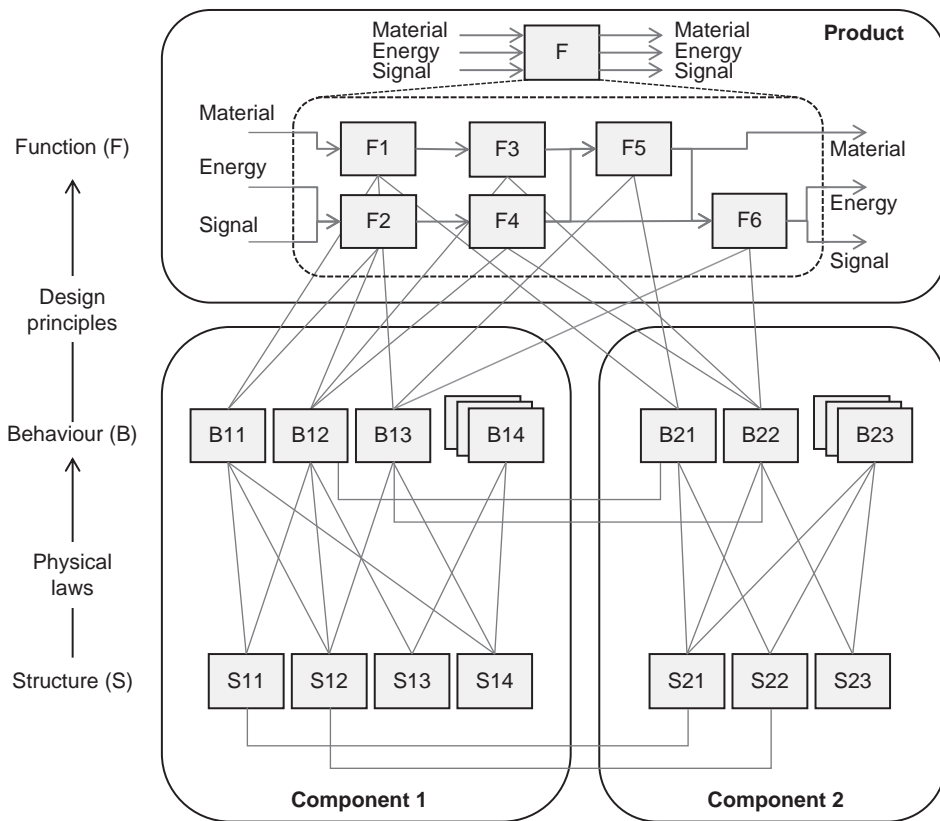 Product
Material
Energy
Signal
F
Material
Energy
Signal
Function (F)
Material
Energy
Signal
F1
F3
F5
F2
F4
F6
Material
Energy
Signal
Design
principles
Behaviour (B)
B11
B12
B13
B14
B21
B22
B23
Physical
laws
Structure (S)
S11
S12
S13
S14
S21
S22
S23
Component 1
Component 2